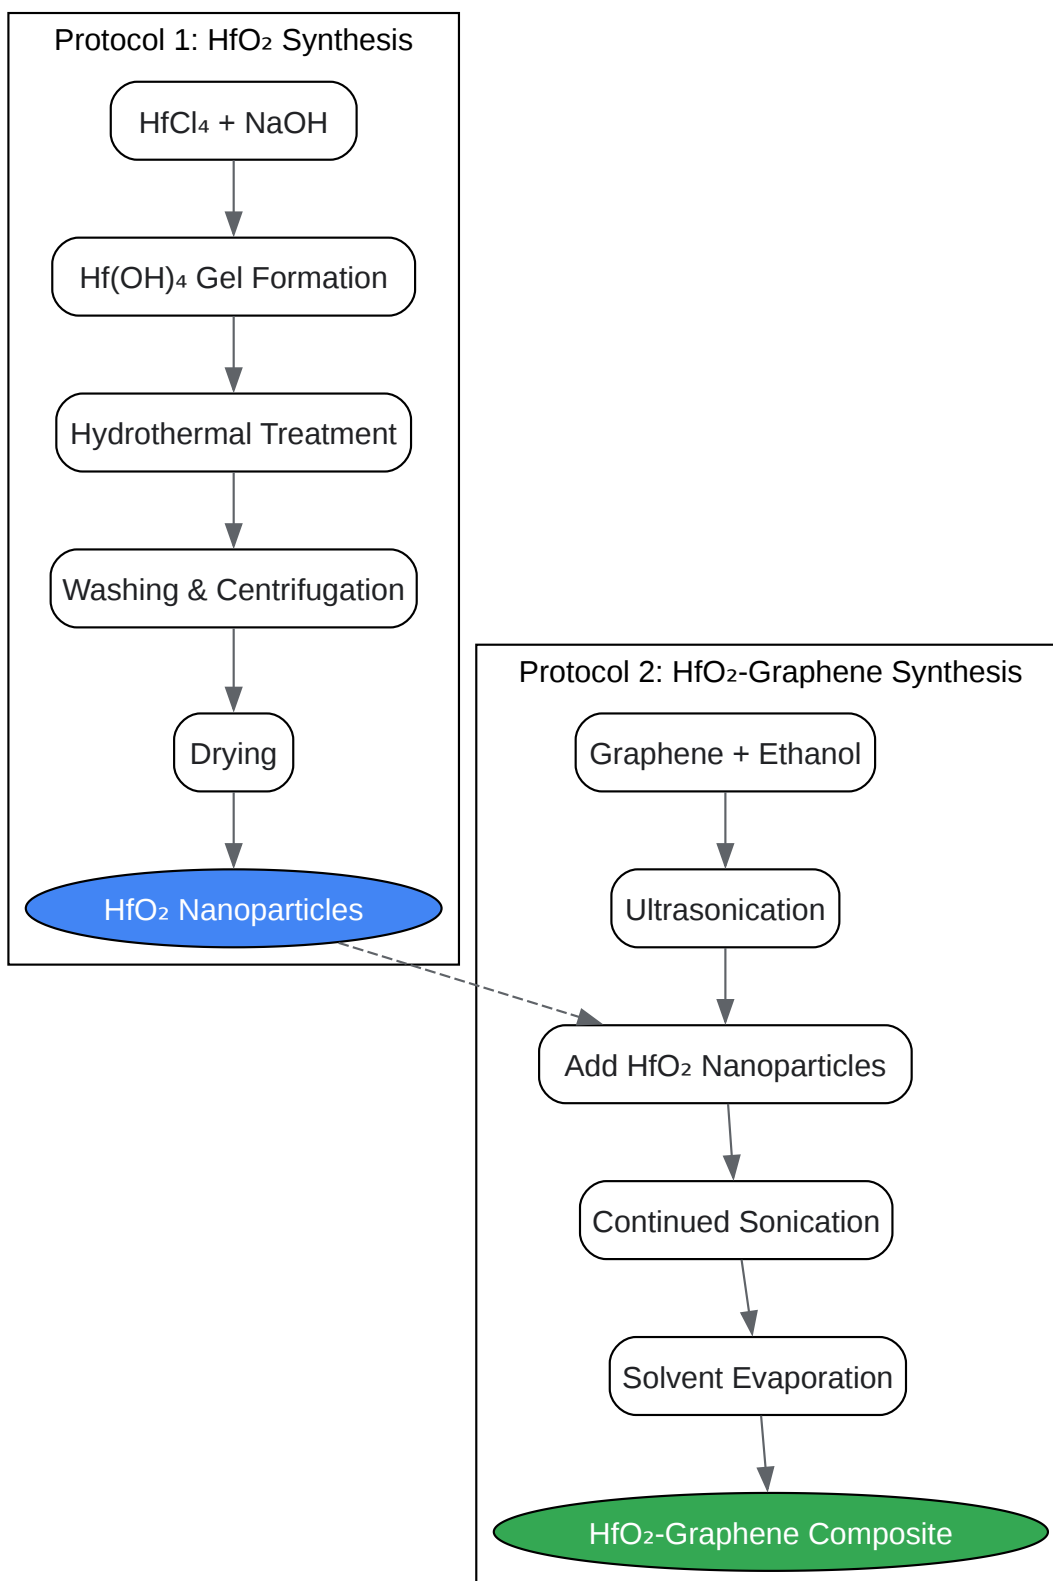 Protocol 1: HfO₂ Synthesis
HfCl₄ + NaOH
Hf(OH)₄ Gel Formation
Hydrothermal Treatment
Washing & Centrifugation
Drying
HfO₂ Nanoparticles
Protocol 2: HfO₂-Graphene Synthesis
Graphene + Ethanol
Ultrasonication
Add HfO₂ Nanoparticles
Continued Sonication
Solvent Evaporation
HfO₂-Graphene Composite